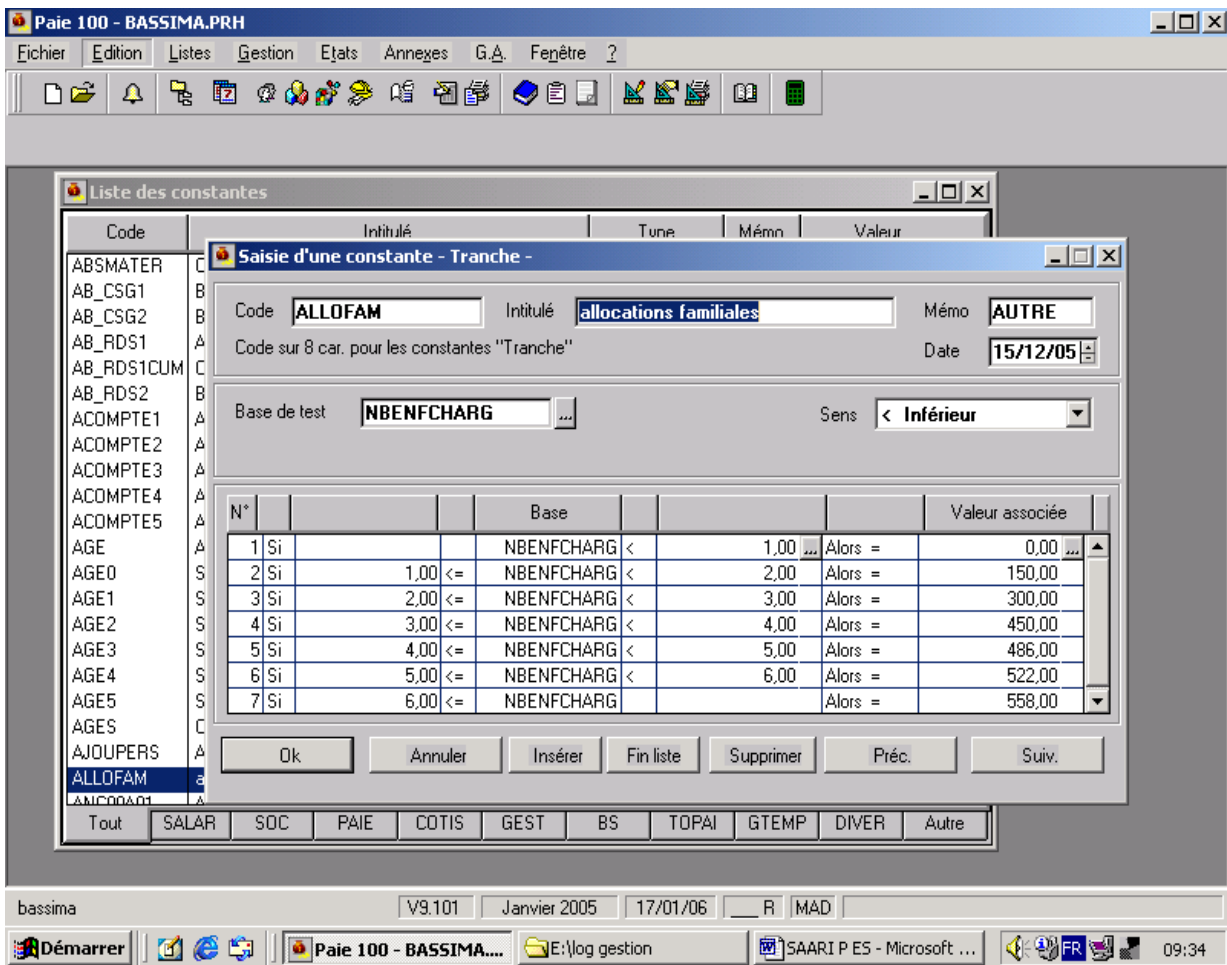 Paie 100 - BASSIMA.PRH
Fichier Edition Listes Gestion Etats Annexes G.A. Fenêtre ?
Liste des constantes
Code Intitulé Type Mémo Valeur
Saisie d'une constante - Tranche -
ABSMATER
AB_CSG1
AB_CSG2
AB_RDS1
AB_RDS1CUM
AB_RDS2
ACOMPTE1
ACOMPTE2
ACOMPTE3
ACOMPTE4
ACOMPTE5
AGE
AGE0
AGE1
AGE2
AGE3
AGE4
AGE5
AGES
AJOUPERS
ALLOFAM
Code ALLOFAM Intitulé allocations familiales Mémo AUTRE
Code sur 8 car. pour les constantes "Tranche" Date 15/12/05
Base de test NBENFCHARG ... Sens < Inférieur
N° Base Valeur associée
1 Si NBENFCHARG < 1,00 ... Alors = 0,00 ...
2 Si 1,00 <= NBENFCHARG < 2,00 Alors = 150,00
3 Si 2,00 <= NBENFCHARG < 3,00 Alors = 300,00
4 Si 3,00 <= NBENFCHARG < 4,00 Alors = 450,00
5 Si 4,00 <= NBENFCHARG < 5,00 Alors = 486,00
6 Si 5,00 <= NBENFCHARG < 6,00 Alors = 522,00
7 Si 6,00 <= NBENFCHARG Alors = 558,00
Ok Annuler Insérer Fin liste Supprimer Préc. Suiv.
Tout SALAR SOC PAIE COTIS GEST BS TOPAI GTEMP DIVER Autre
bassima V9.101 Janvier 2005 17/01/06 ___ R MAD
Démarrer Paie 100 - BASSIMA.... E:\log gestion SAARI P ES - Microsoft ... FR 09:34